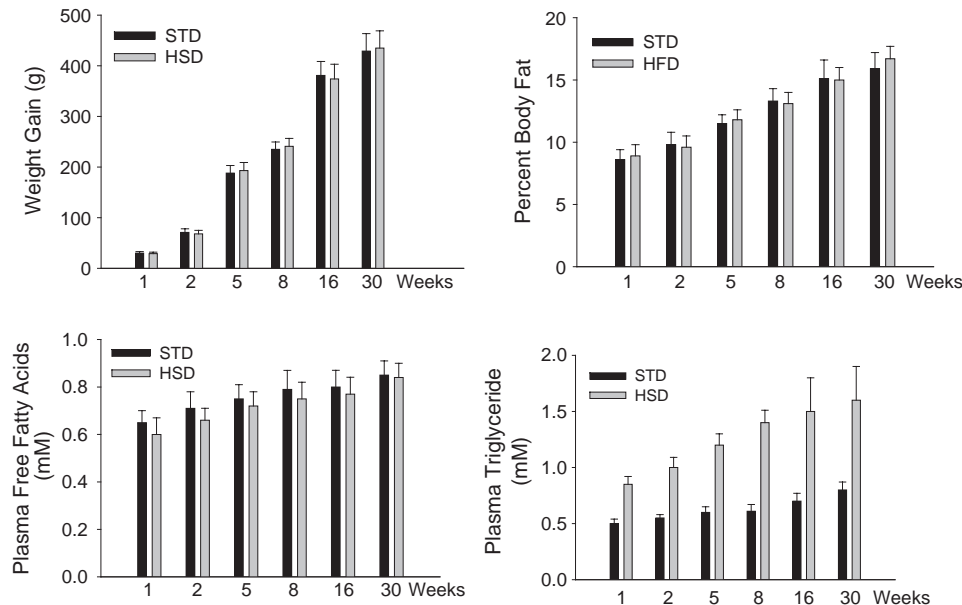 500
400
300
200
100
0
Weight Gain (g)
STD
HSD
1 2 5 8 16 30 Weeks
20
15
10
5
0
Percent Body Fat
STD
HFD
1 2 5 8 16 30 Weeks
1.0
0.8
0.6
0.4
0.2
0.0
Plasma Free Fatty Acids
(mM)
STD
HSD
1 2 5 8 16 30 Weeks
2.0
1.5
1.0
0.5
0.0
Plasma Triglyceride
(mM)
STD
HSD
1 2 5 8 16 30 Weeks